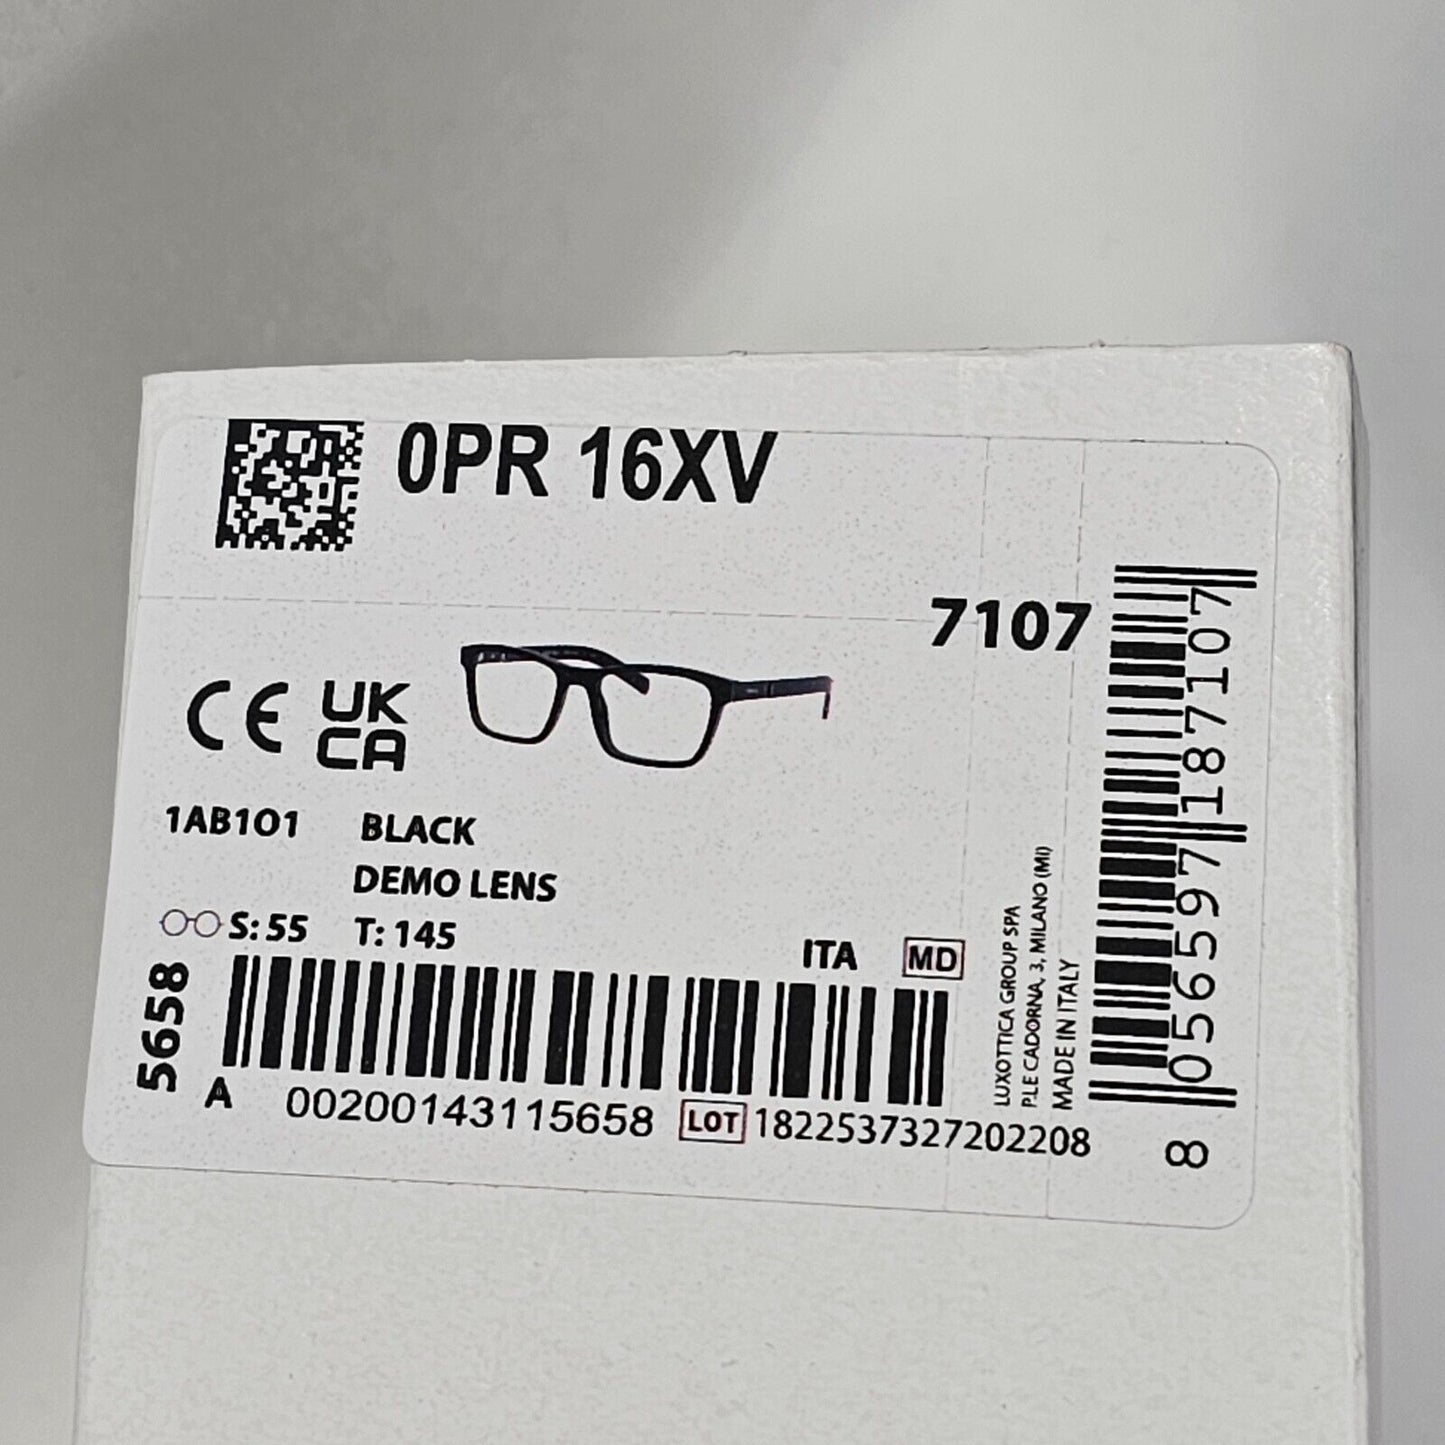 0PR 16XV
7107
CE UK
CA
1AB1O1 BLACK
DEMO LENS
S: 55 T: 145
ITA MD
5658
A 00200143115658 LOT 1822537327202208
LUXOTTICA GROUP SPA
P.LE CADORNA, 3, MILANO (MI)
MADE IN ITALY
8 056597 187107